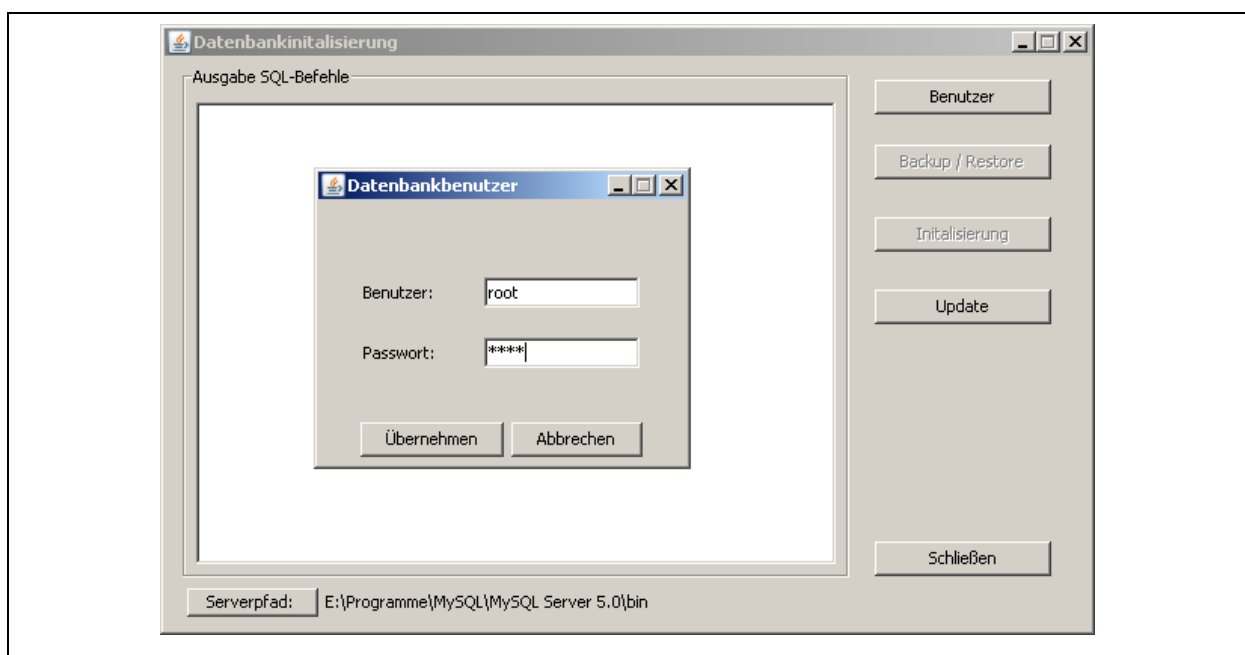 Datenbankinitalisierung
Ausgabe SQL-Befehle
Benutzer
Backup / Restore
Initalisierung
Update
Datenbankbenutzer
Benutzer: root
Passwort: ****
Übernehmen Abbrechen
Schließen
Serverpfad: E:\Programme\MySQL\MySQL Server 5.0\bin